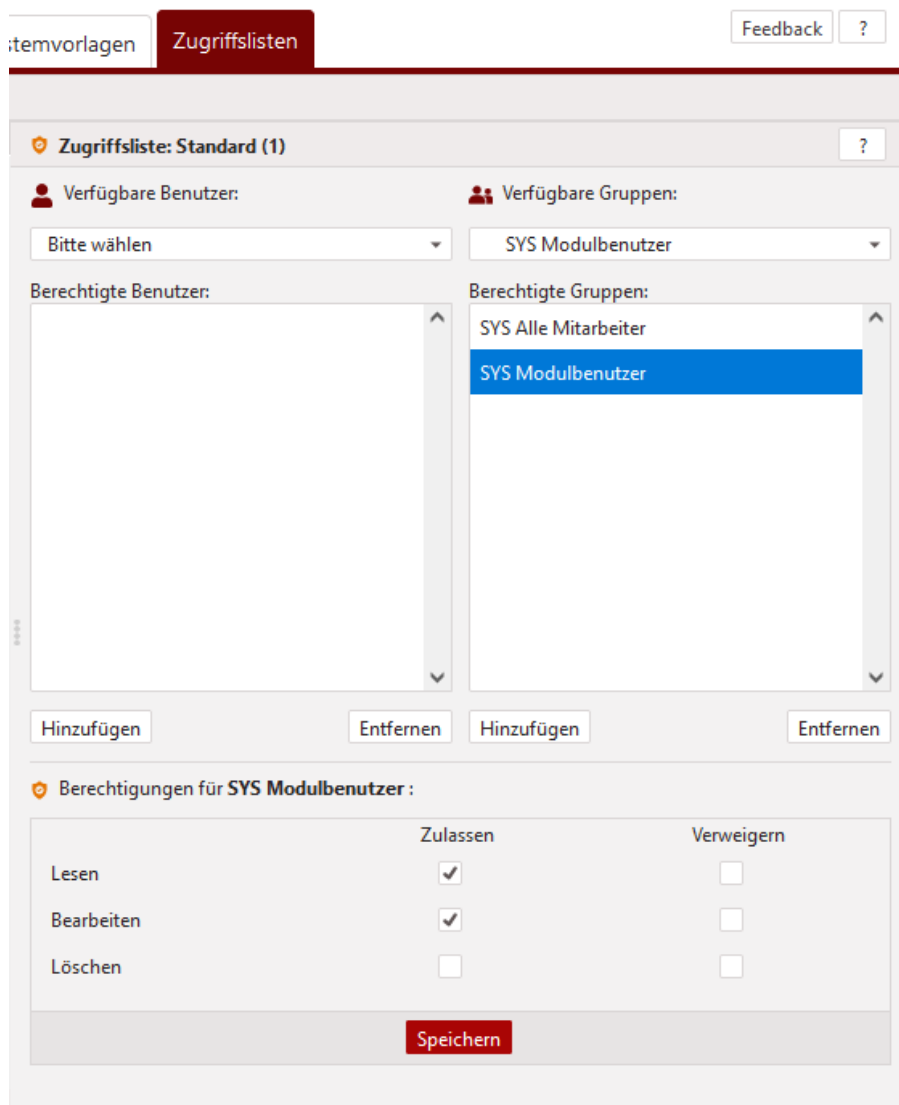 stemvorlagen Zugriffslisten Feedback ?
Zugriffsliste: Standard (1) ?
Verfügbare Benutzer: Verfügbare Gruppen:
Bitte wählen SYS Modulbenutzer
Berechtigte Benutzer: Berechtigte Gruppen:
SYS Alle Mitarbeiter
SYS Modulbenutzer
Hinzufügen Entfernen Hinzufügen Entfernen
Berechtigungen für SYS Modulbenutzer :
Zulassen Verweigern
Lesen
Bearbeiten
Löschen
Speichern